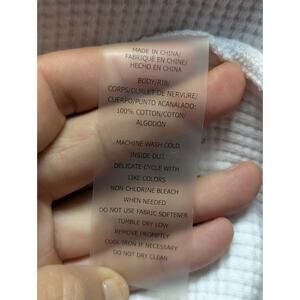 MADE IN CHINA/
FABRIQUÉ EN CHINE/
HECHO EN CHINA
BODY/RIB/
CORPS/OURLET DE NERVURE/
CUERPO/PUNTO ACANALADO:
100% COTTON/COTON/
ALGODÓN
MACHINE WASH COLD,
INSIDE OUT
DELICATE CYCLE WITH
LIKE COLORS
NON-CHLORINE BLEACH
WHEN NEEDED
DO NOT USE FABRIC SOFTENER
TUMBLE DRY LOW
REMOVE PROMPTLY
COOL IRON IF NECESSARY
DO NOT DRY CLEAN